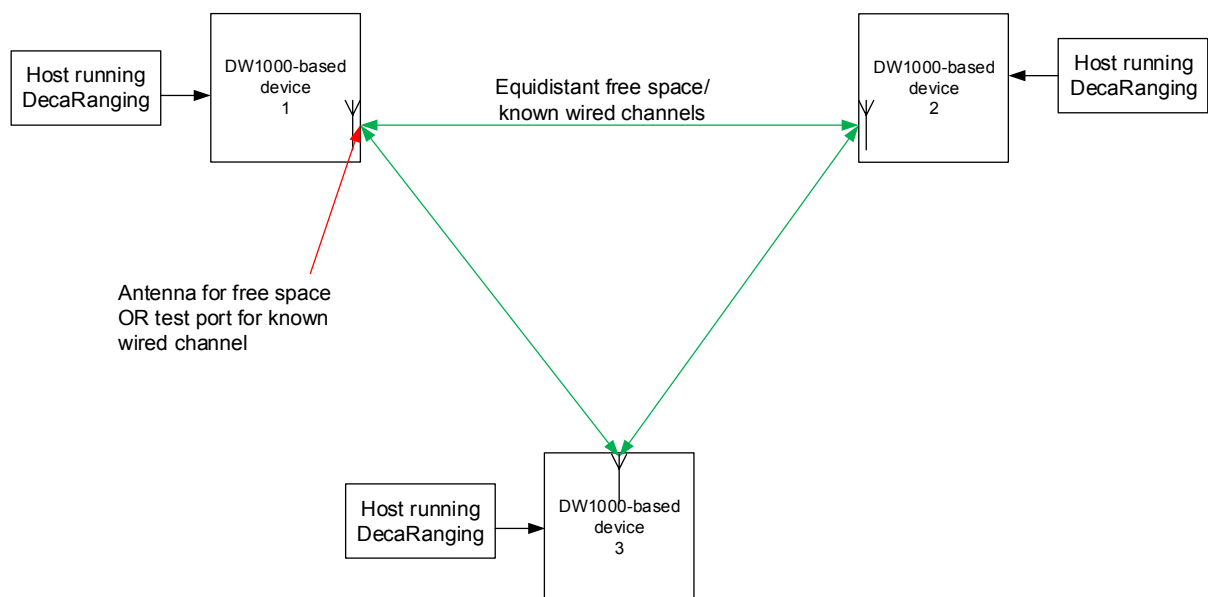 Host running
DecaRanging
DW1000-based
device
1
Equidistant free space/
known wired channels
DW1000-based
device
2
Host running
DecaRanging
Antenna for free space
OR test port for known
wired channel
Host running
DecaRanging
DW1000-based
device
3